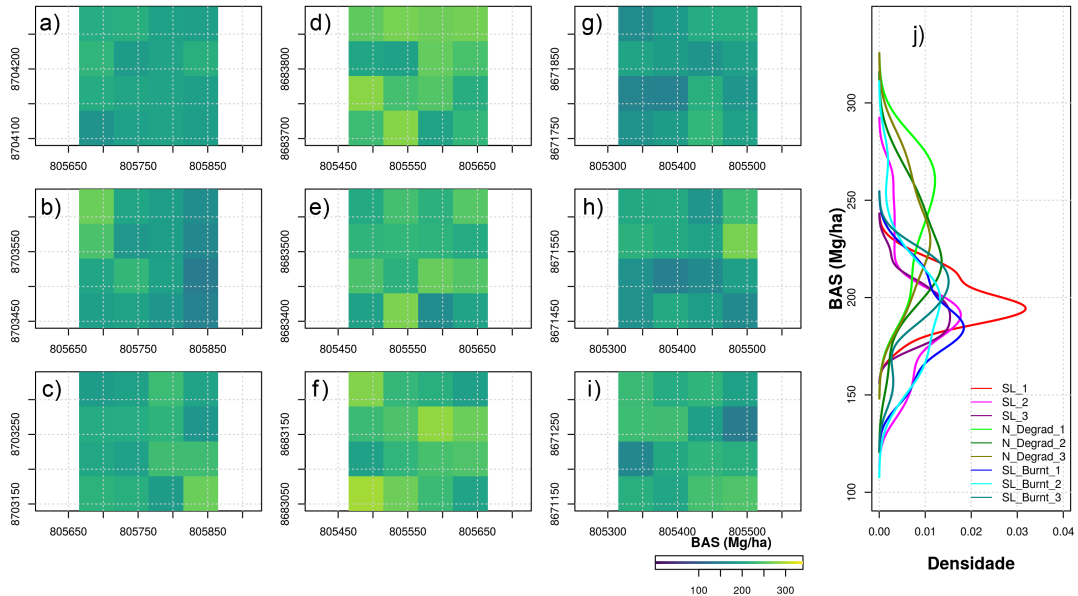 a)
8704200
8704100
805650
805750
805850
d)
8683800
8683700
805450
805550
805650
g)
8671850
8671750
805300
805400
805500
b)
8703550
8703450
805650
805750
805850
e)
8683500
8683400
805450
805550
805650
h)
8671550
8671450
805300
805400
805500
c)
8703250
8703150
805650
805750
805850
f)
8683150
8683050
805450
805550
805650
i)
8671250
8671150
805300
805400
805500
BAS (Mg/ha)
100
200
300
j)
BAS (Mg/ha)
300
250
200
150
100
SL_1
SL_2
SL_3
N_Degrad_1
N_Degrad_2
N_Degrad_3
SL_Burnt_1
SL_Burnt_2
SL_Burnt_3
0.00
0.01
0.02
0.03
0.04
Densidade